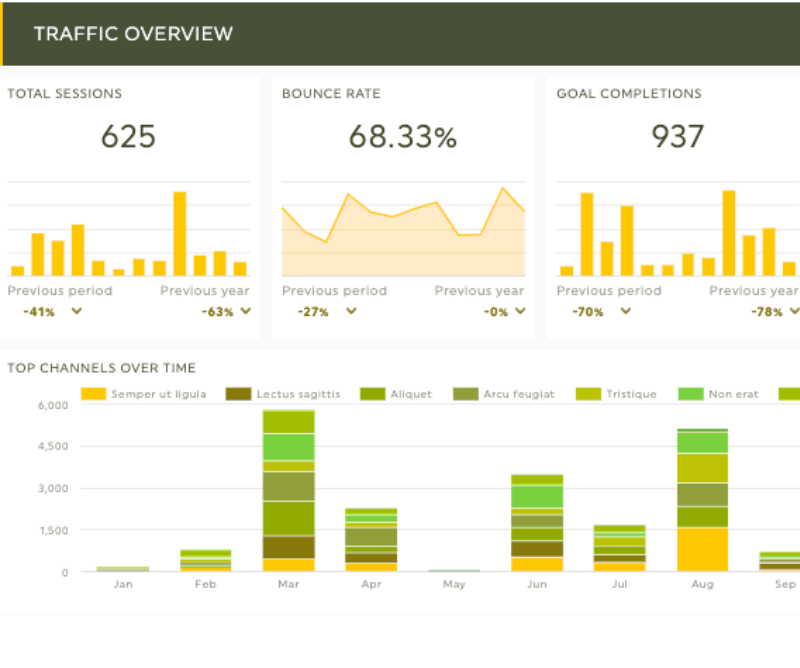 TRAFFIC OVERVIEW
TOTAL SESSIONS
625
Previous period Previous year
-41% -63%
BOUNCE RATE
68.33%
Previous period Previous year
-27% -0%
GOAL COMPLETIONS
937
Previous period Previous year
-70% -78%
TOP CHANNELS OVER TIME
Semper ut ligula Lectus sagittis Aliquet Arcu feugiat Tristique Non erat
6,000
4,500
3,000
1,500
0
Jan Feb Mar Apr May Jun Jul Aug Sep